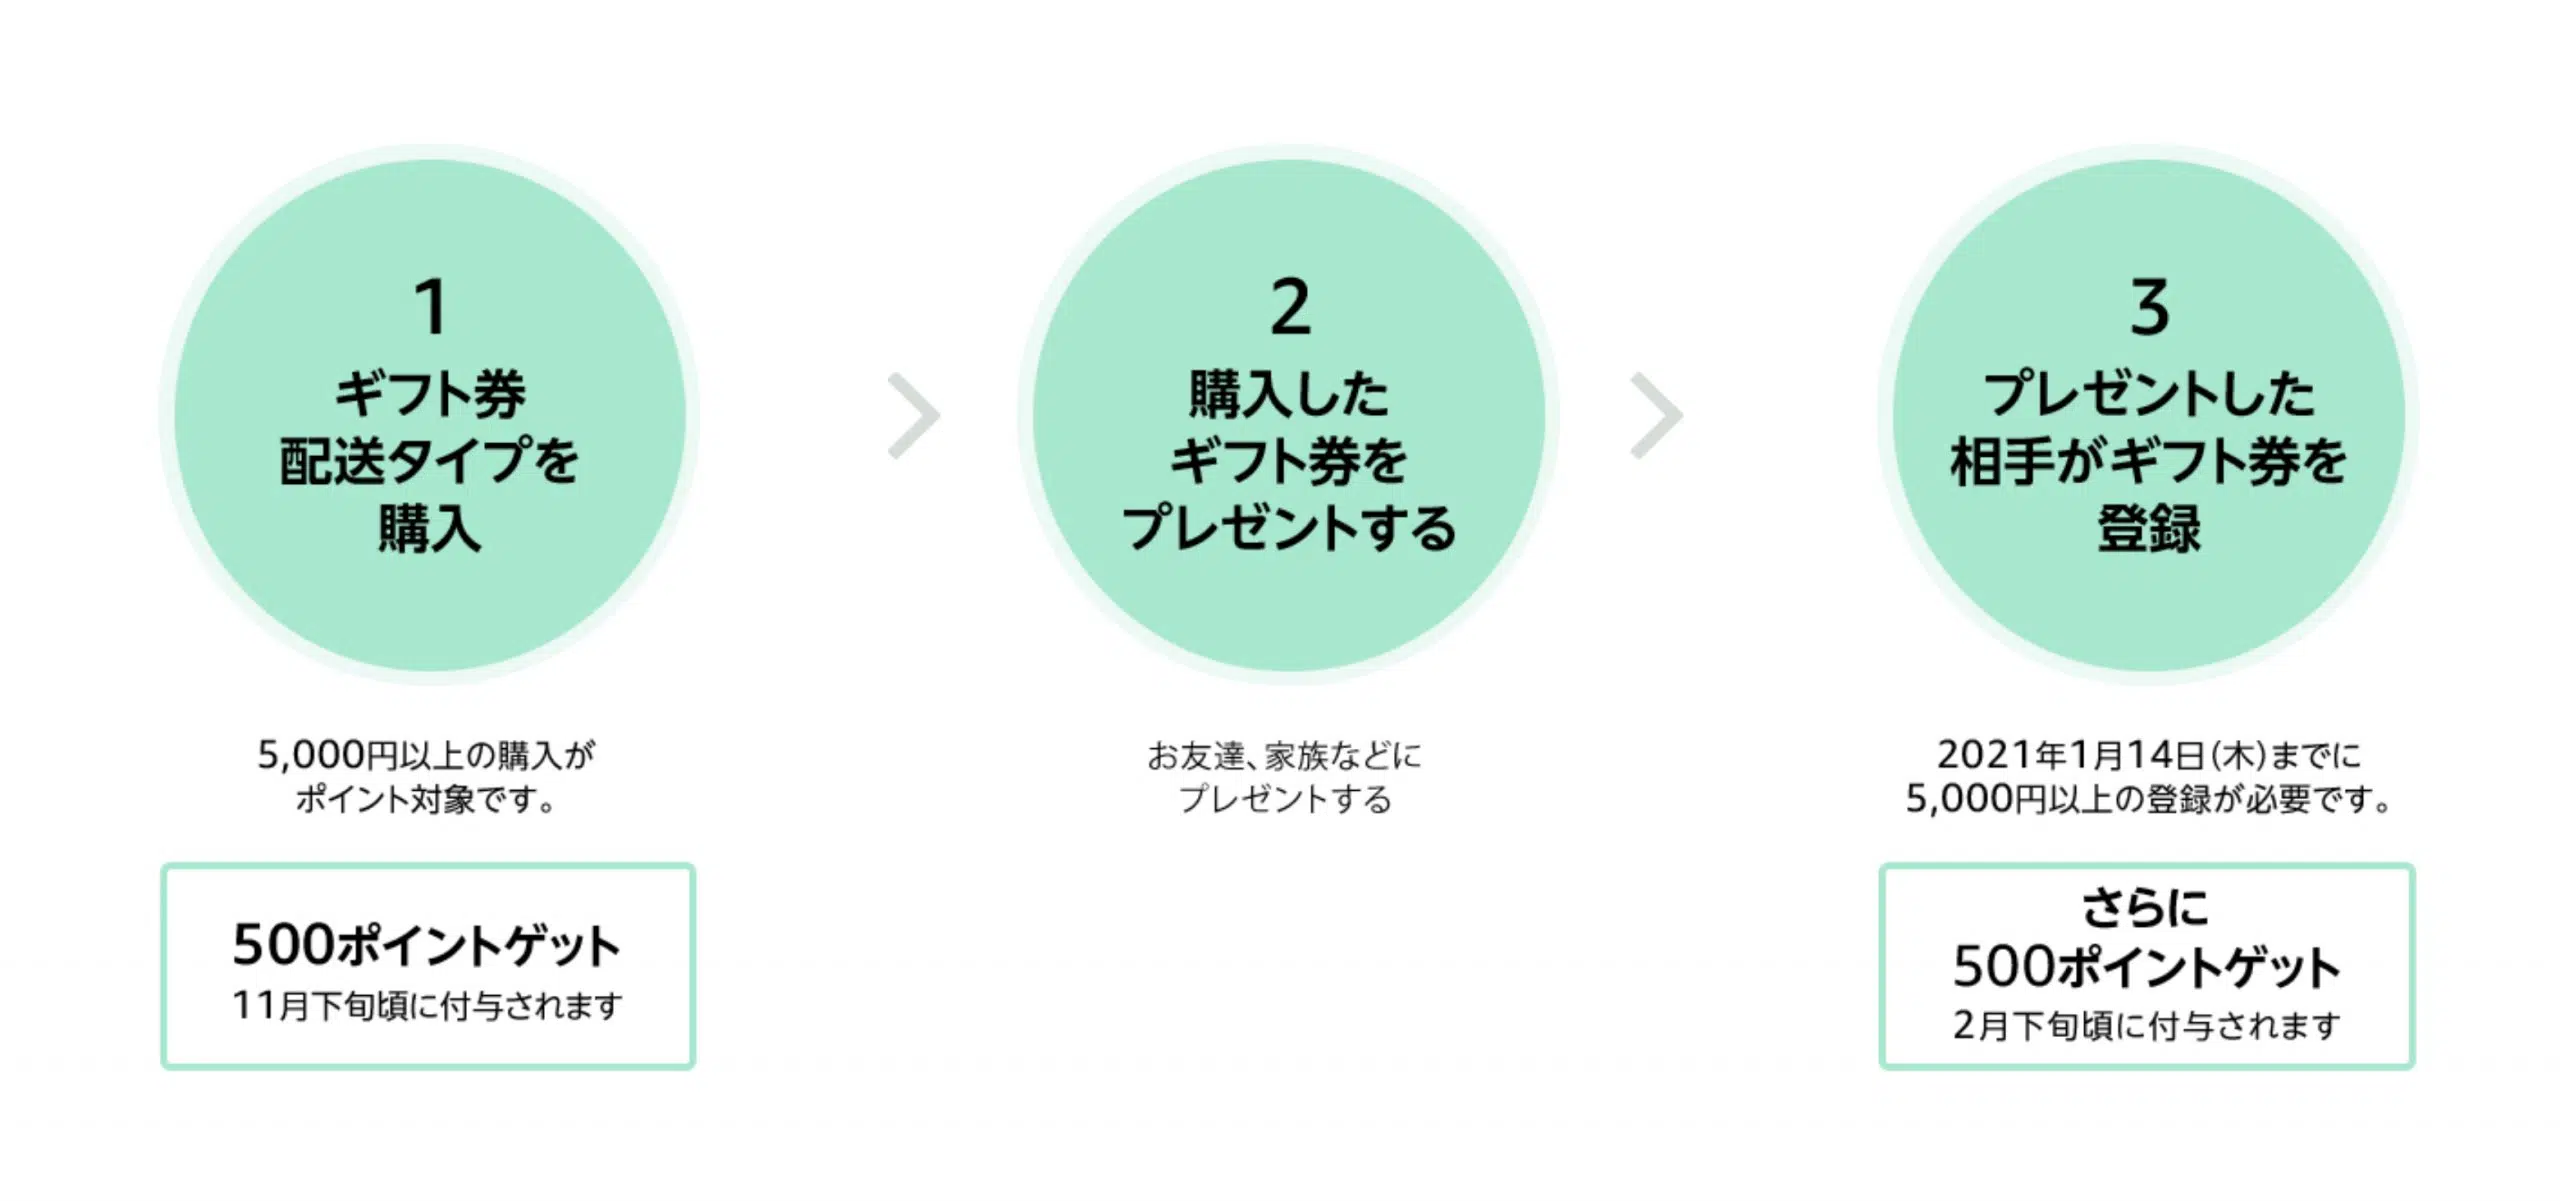 1
ギフト券
配送タイプを
購入
5,000円以上の購入が
ポイント対象です。
500ポイントゲット
11月下旬頃に付与されます
2
購入した
ギフト券を
プレゼントする
お友達、家族などに
プレゼントする
3
プレゼントした
相手がギフト券を
登録
2021年1月14日(木)までに
5,000円以上の登録が必要です。
さらに
500ポイントゲット
2月下旬頃に付与されます